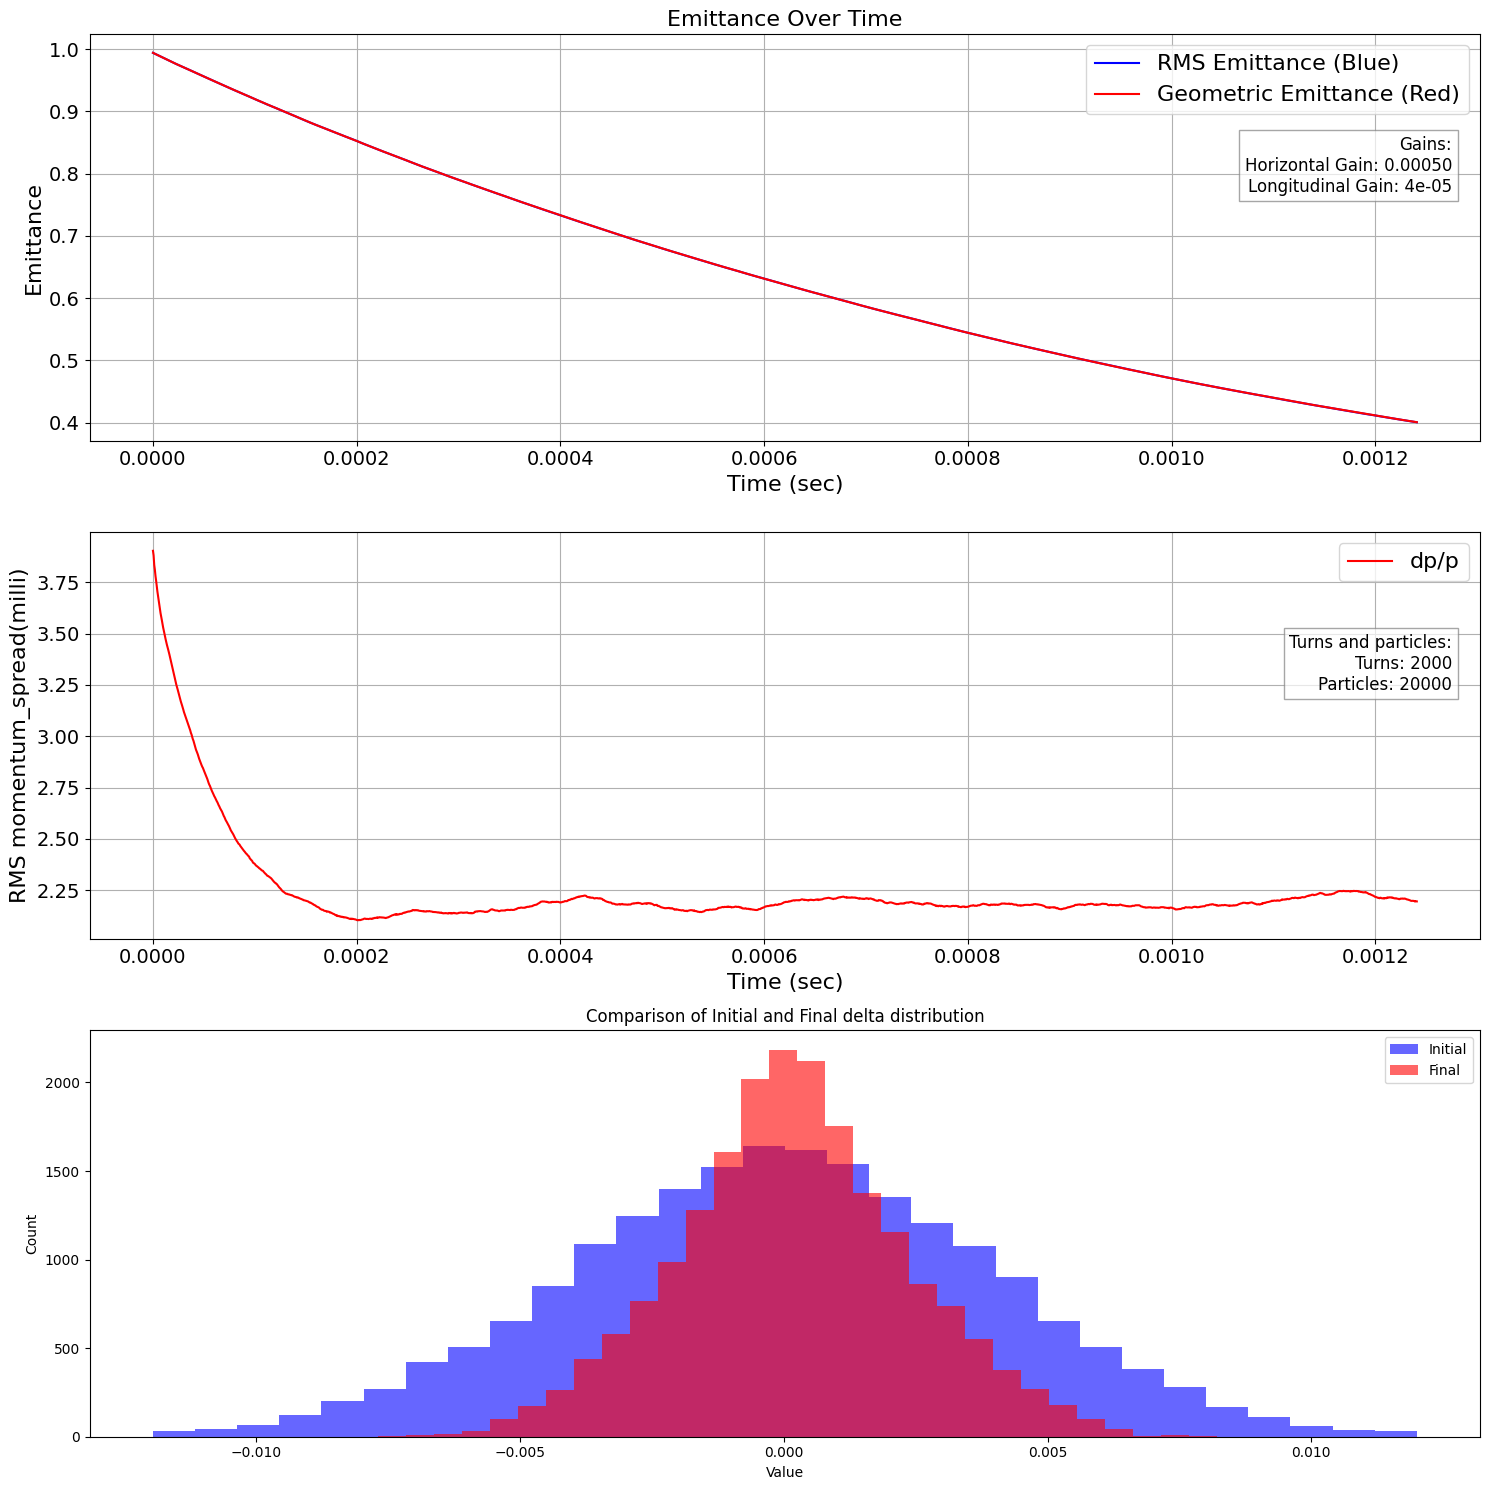 Emittance Over Time
RMS Emittance (Blue)
Geometric Emittance (Red)
Gains:
Horizontal Gain: 0.00050
Longitudinal Gain: 4e-05
Emittance
1.0
0.9
0.8
0.7
0.6
0.5
0.4
0.0000 0.0002 0.0004 0.0006 0.0008 0.0010 0.0012
Time (sec)
dp/p
Turns and particles:
Turns: 2000
Particles: 20000
RMS momentum_spread(milli)
3.75
3.50
3.25
3.00
2.75
2.50
2.25
0.0000 0.0002 0.0004 0.0006 0.0008 0.0010 0.0012
Time (sec)
Comparison of Initial and Final delta distribution
Initial
Final
Count
2000
1500
1000
500
0
−0.010 −0.005 0.000 0.005 0.010
Value